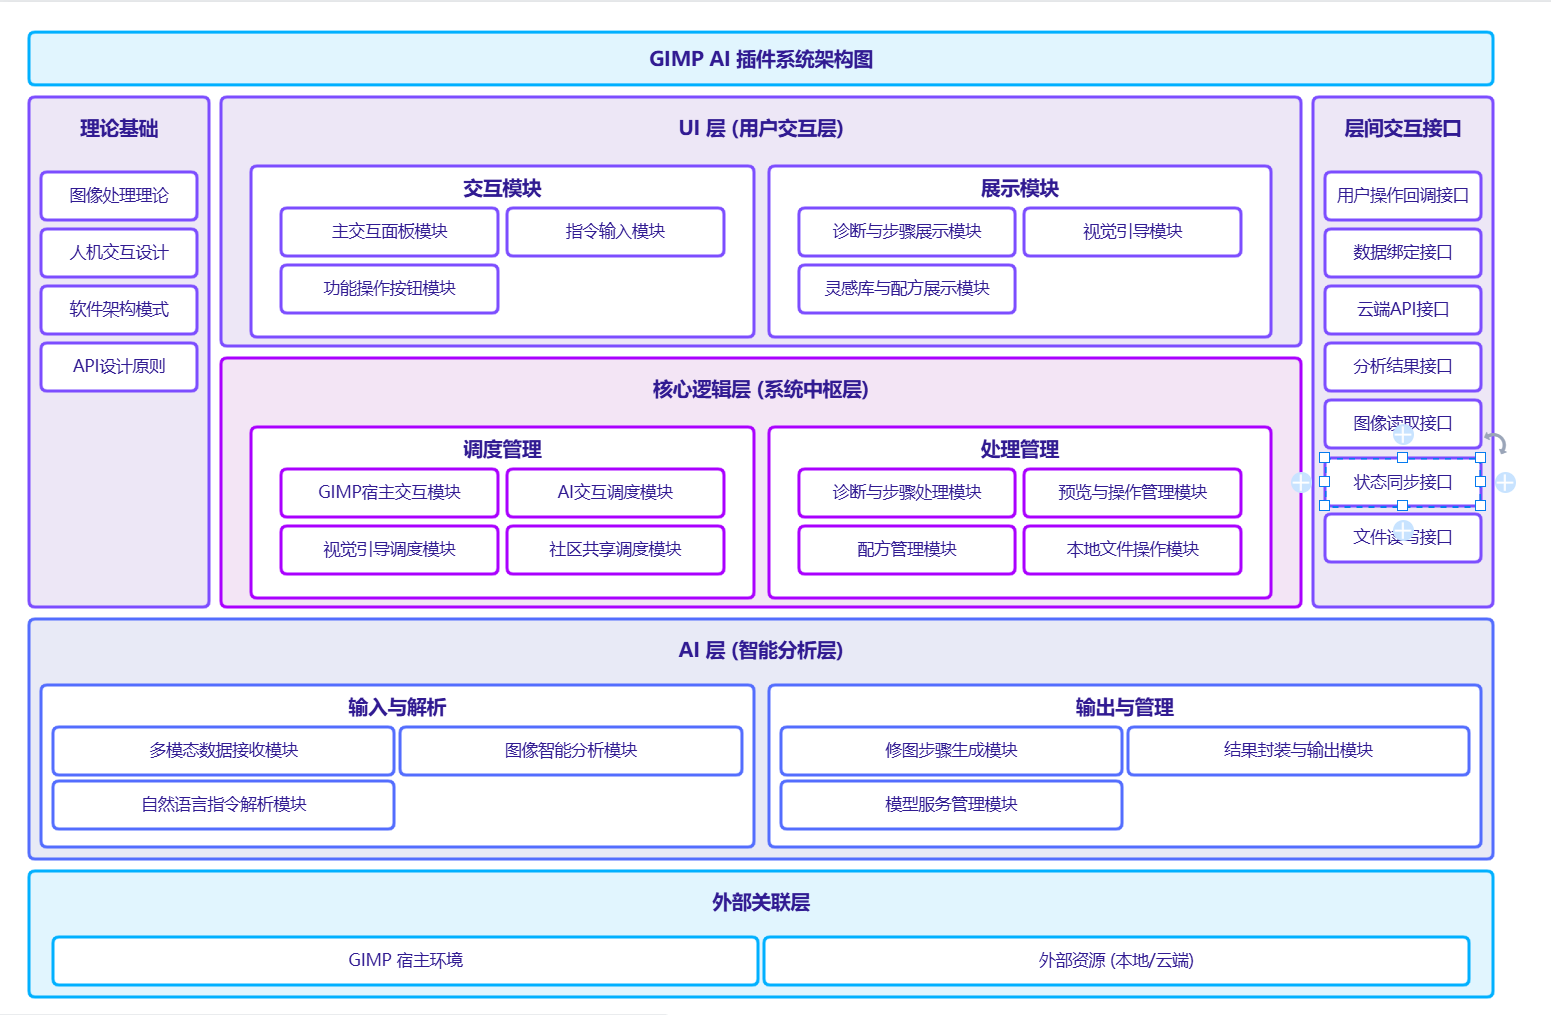 GIMP AI 插件系统架构图
理论基础
图像处理理论
人机交互设计
软件架构模式
API设计原则
UI 层 (用户交互层)
交互模块
主交互面板模块
指令输入模块
功能操作按钮模块
展示模块
诊断与步骤展示模块
视觉引导模块
灵感库与配方展示模块
核心逻辑层 (系统中枢层)
调度管理
GIMP宿主交互模块
AI交互调度模块
视觉引导调度模块
社区共享调度模块
处理管理
诊断与步骤处理模块
预览与操作管理模块
配方管理模块
本地文件操作模块
层间交互接口
用户操作回调接口
数据绑定接口
云端API接口
分析结果接口
图像读取接口
状态同步接口
文件读写接口
AI 层 (智能分析层)
输入与解析
多模态数据接收模块
图像智能分析模块
自然语言指令解析模块
输出与管理
修图步骤生成模块
结果封装与输出模块
模型服务管理模块
外部关联层
GIMP 宿主环境
外部资源 (本地/云端)